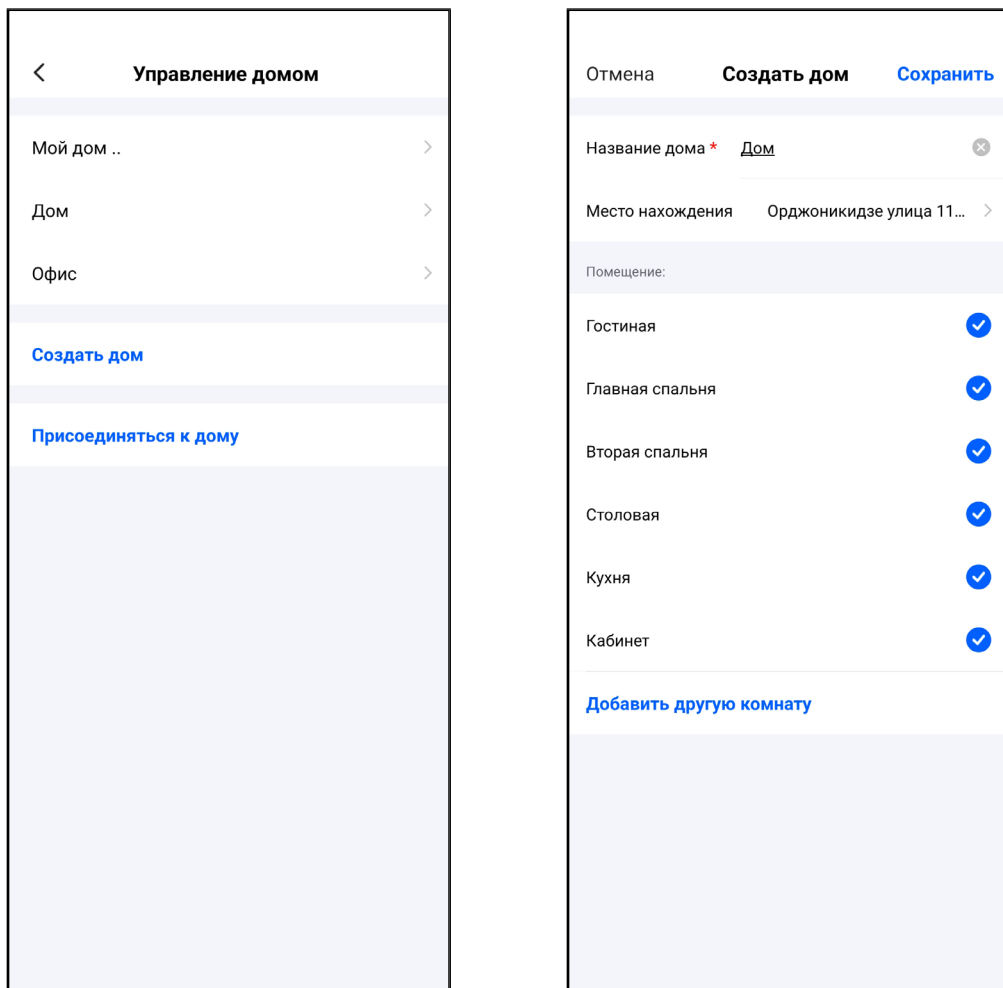 Управление домом
Мой дом ..
Дом
Офис
Создать дом
Присоединяться к дому
Отмена Создать дом Сохранить
Название дома * Дом
Место нахождения Орджоникидзе улица 11...
Помещение:
Гостиная
Главная спальня
Вторая спальня
Столовая
Кухня
Кабинет
Добавить другую комнату